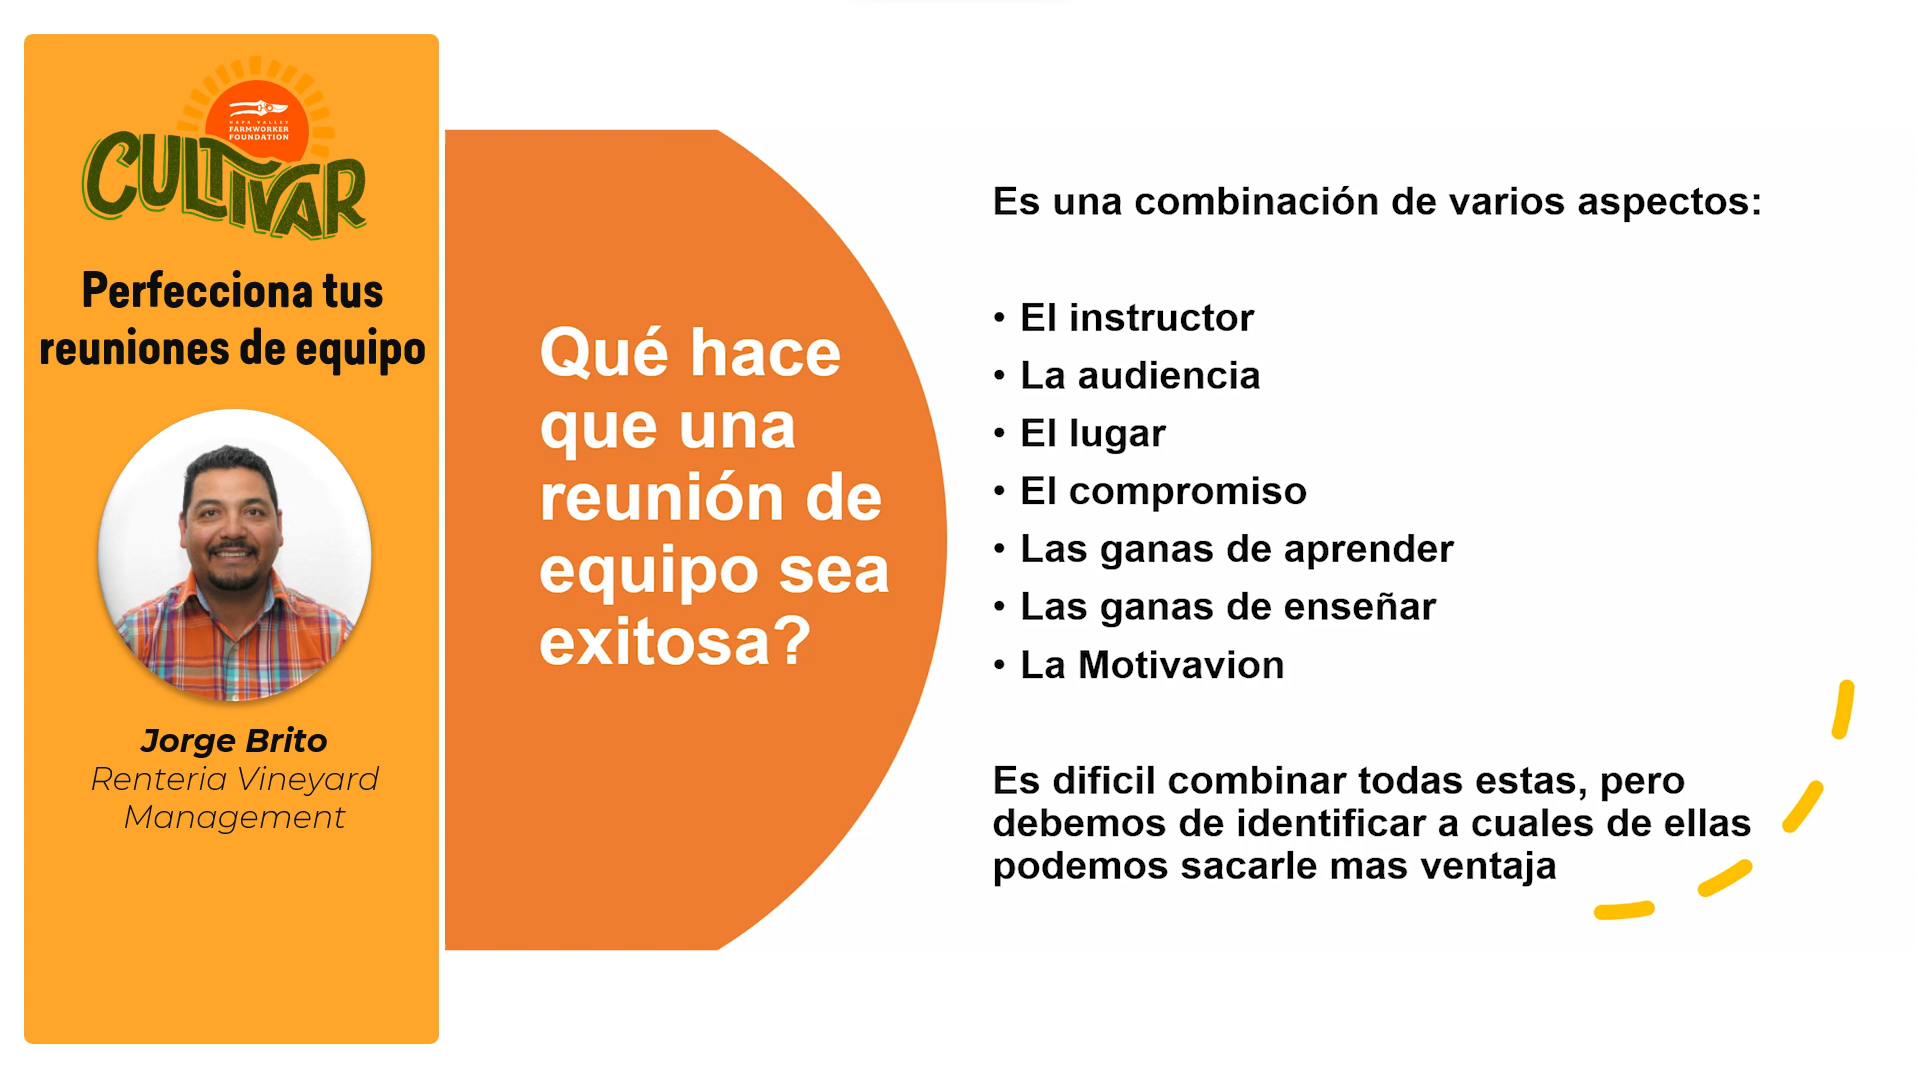 NAPA VALLEY
FARMWORKER
FOUNDATION
CULTIVAR
Perfecciona tus
reuniones de equipo
Jorge Brito
Renteria Vineyard
Management
Qué hace
que una
reunión de
equipo sea
exitosa?
Es una combinación de varios aspectos:
• El instructor
• La audiencia
• El lugar
• El compromiso
• Las ganas de aprender
• Las ganas de enseñar
• La Motivavion
Es dificil combinar todas estas, pero
debemos de identificar a cuales de ellas
podemos sacarle mas ventaja